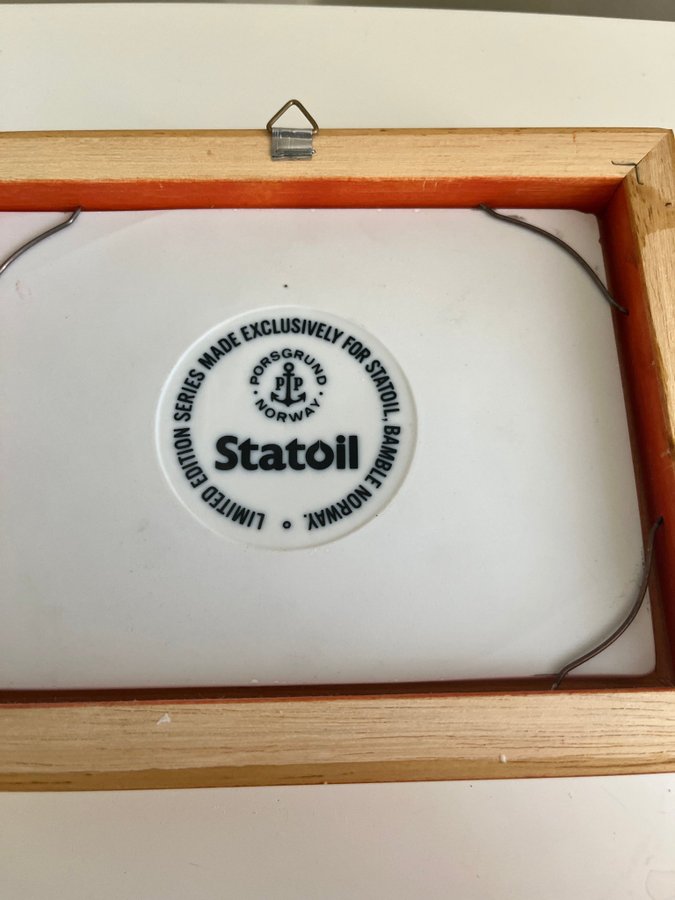 LIMITED EDITION SERIES MADE EXCLUSIVELY FOR STATOIL, BAMBLE NORWAY.
PORSGRUND
PP
NORWAY
Statoil